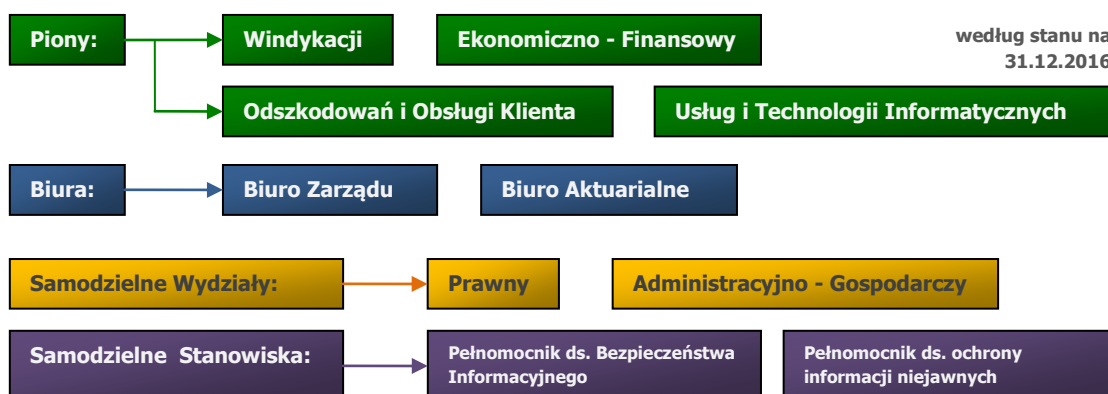 Piony:
Windykacji
Ekonomiczno - Finansowy
według stanu na
31.12.2016
Odszkodowań i Obsługi Klienta
Usług i Technologii Informatycznych
Biura:
Biuro Zarządu
Biuro Aktuarialne
Samodzielne Wydziały:
Prawny
Administracyjno - Gospodarczy
Samodzielne Stanowiska:
Pełnomocnik ds. Bezpieczeństwa
Informacyjnego
Pełnomocnik ds. ochrony
informacji niejawnych